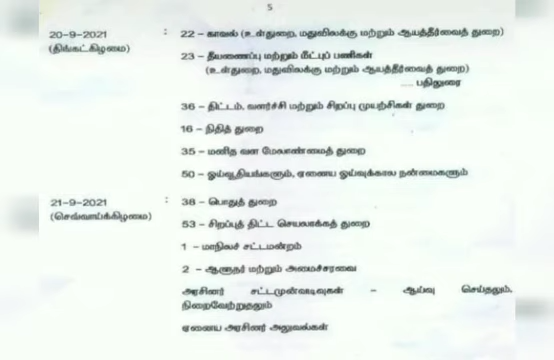 5
20-9-2021 : 22 – காவல் (உள்துறை, மதுவிலக்கு மற்றும் ஆயத்தீர்வைத் துறை)
(திங்கட்கிழமை)
23 – தீயணைப்பு மற்றும் மீட்புப் பணிகள்
(உள்துறை, மதுவிலக்கு மற்றும் ஆயத்தீர்வைத் துறை)
.... பதிலுரை
36 – திட்டம், வளர்ச்சி மற்றும் சிறப்பு முயற்சிகள் துறை
16 – நிதித் துறை
35 – மனித வள மேலாண்மைத் துறை
50 – ஓய்வூதியங்களும், ஏனைய ஓய்வுக்கால நன்மைகளும்
21-9-2021 : 38 – பொதுத் துறை
(செவ்வாய்க்கிழமை)
53 – சிறப்புத் திட்ட செயலாக்கத் துறை
1 – மாநிலச் சட்டமன்றம்
2 – ஆளுநர் மற்றும் அமைச்சரவை
அரசினர் சட்டமுன்வடிவுகள் – ஆய்வு செய்தலும்,
நிறைவேற்றுதலும்
ஏனைய அரசினர் அலுவல்கள்